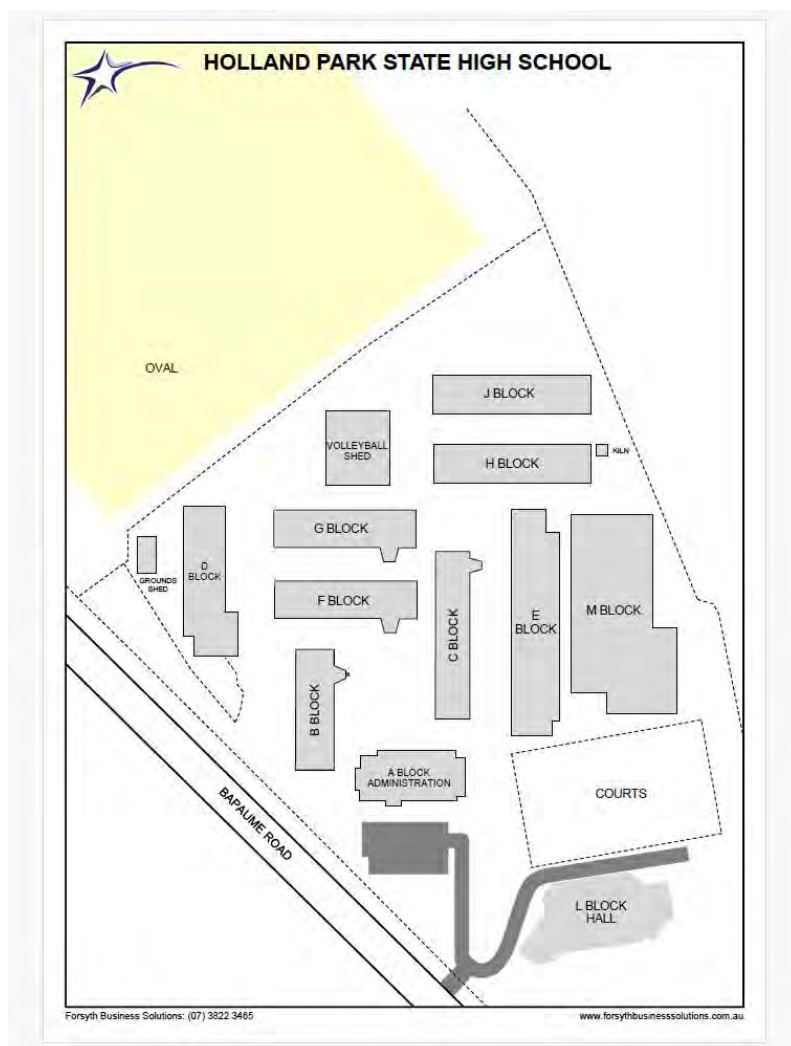 HOLLAND PARK STATE HIGH SCHOOL
OVAL
J BLOCK
VOLLEYBALL
SHED
H BLOCK
KILN
G BLOCK
D
BLOCK
GROUNDS
SHED
F BLOCK
C BLOCK
E
BLOCK
M BLOCK
B BLOCK
A BLOCK
ADMINISTRATION
COURTS
BAPAUME ROAD
L BLOCK
HALL
Forsyth Business Solutions: (07) 3822 3465
www.forsythbusinesssolutions.com.au